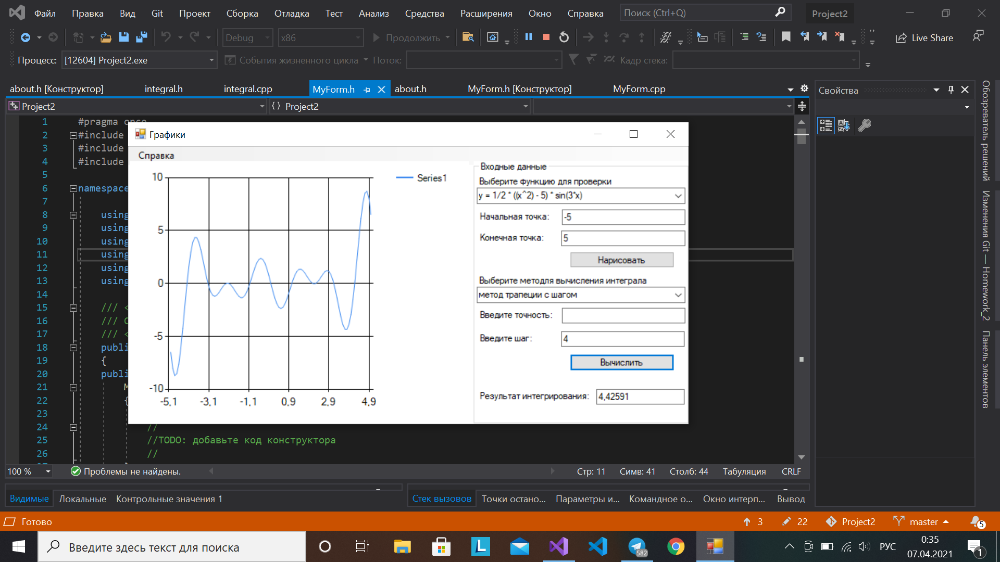 Файл Правка Вид Git Проект Сборка Отладка Тест Анализ Средства Расширения Окно Справка Поиск (Ctrl+Q) Project2
Debug x86 Продолжить Live Share
Процесс: [12604] Project2.exe События жизненного цикла Поток: Кадр стека:
about.h [Конструктор] integral.h integral.cpp MyForm.h about.h MyForm.h [Конструктор] MyForm.cpp
Project2 {} Project2
1 #pragma once
2 #include
3 #include
4 #include
5
6 namespace
7
8 using
9 using
10 using
11 using
12 using
13 using
14
15 /// <
16 ///
17 /// <
18 publi
19 {
20 publi
21 M
22 {
23
24 //
25 //TODO: добавьте код конструктора
26 //
Графики
Справка
10
5
0
-5
-10
-5,1 -3,1 -1,1 0,9 2,9 4,9
Series1
Входные данные
Выберите функцию для проверки
y = 1/2 * ((x^2) - 5) * sin(3*x)
Начальная точка: -5
Конечная точка: 5
Нарисовать
Выберите методля вычисления интеграла
метод трапеции с шагом
Введите точность:
Введите шаг: 4
Вычислить
Результат интегрирования: 4,42591
100 % Проблемы не найдены. Стр: 11 Симв: 41 Столб: 44 Табуляция CRLF
Видимые Локальные Контрольные значения 1
Стек вызовов Точки остано... Параметры и... Командное о... Окно интерп... Вывод
Свойства
Обозреватель решений
Изменения Git — Homework_2
Панель элементов
Готово 3 22 Project2 master 5
Введите здесь текст для поиска
582
РУС
0:35
07.04.2021
1